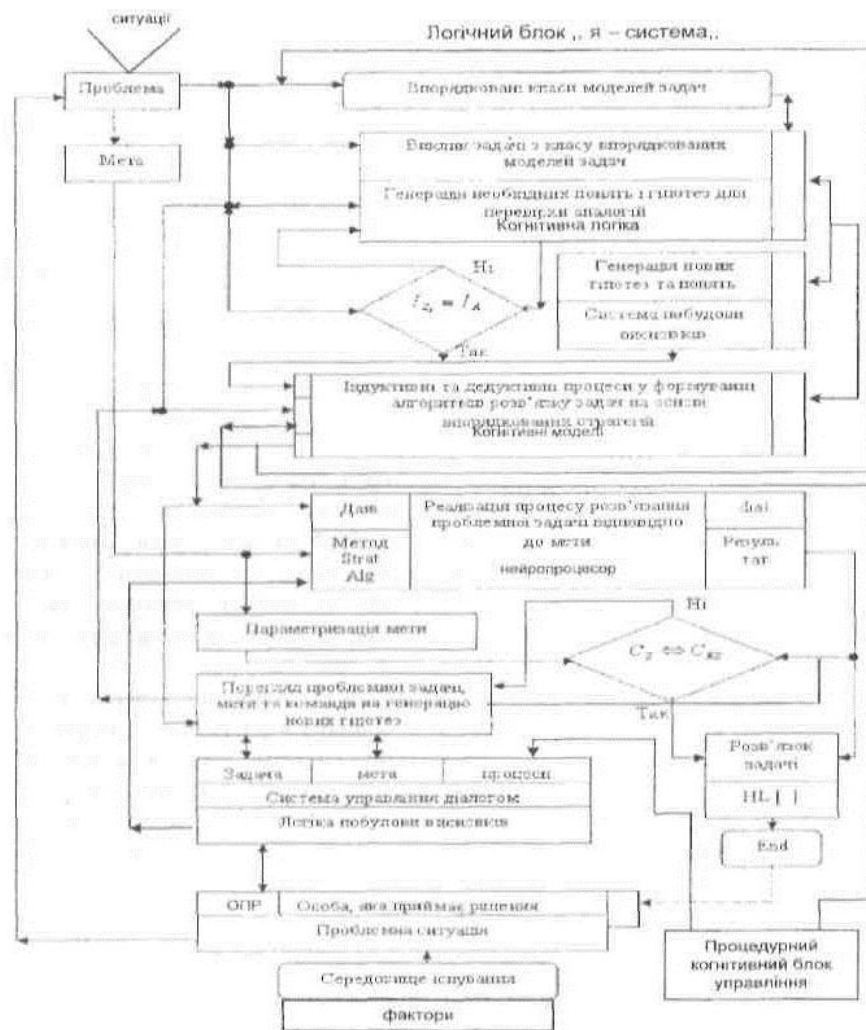 ситуації
Логічний блок ,, я – система,,
Проблема
Впорядковані класи моделей задач
Мета
Виклик задачі з класу впорядкованих
моделей задач
Генерація необхідних понять і гіпотез для
перевірки аналогій
Когнитивна логіка
Ні
Генерація нових
гіпотез та понять
Система побудови
висновків
Так
Індуктивні та дедуктивні процеси у формуванні
алгоритмів розв'язку задач на основі
впорядкованих стратегій
Когнитивні моделі
Дані
Метод
Strat
Alg
Реалізація процесу розв'язання
проблемної задачі відповідно
до мети
нейропроцесор
Резуль
тат
Ні
Параметризація мети
Перегляд проблемної задачі,
мети та команда на генерацію
нових гіпотез
Так
Розв'язок
задачі
HL [ ]
End
Задача
мета
процеси
Система управління діалогом
Логіка побудови висновків
ОПР
Особа, яка приймає рішення
Проблемна ситуація
Середовище існування
фактори
Процедурний
когнітивний блок
управління